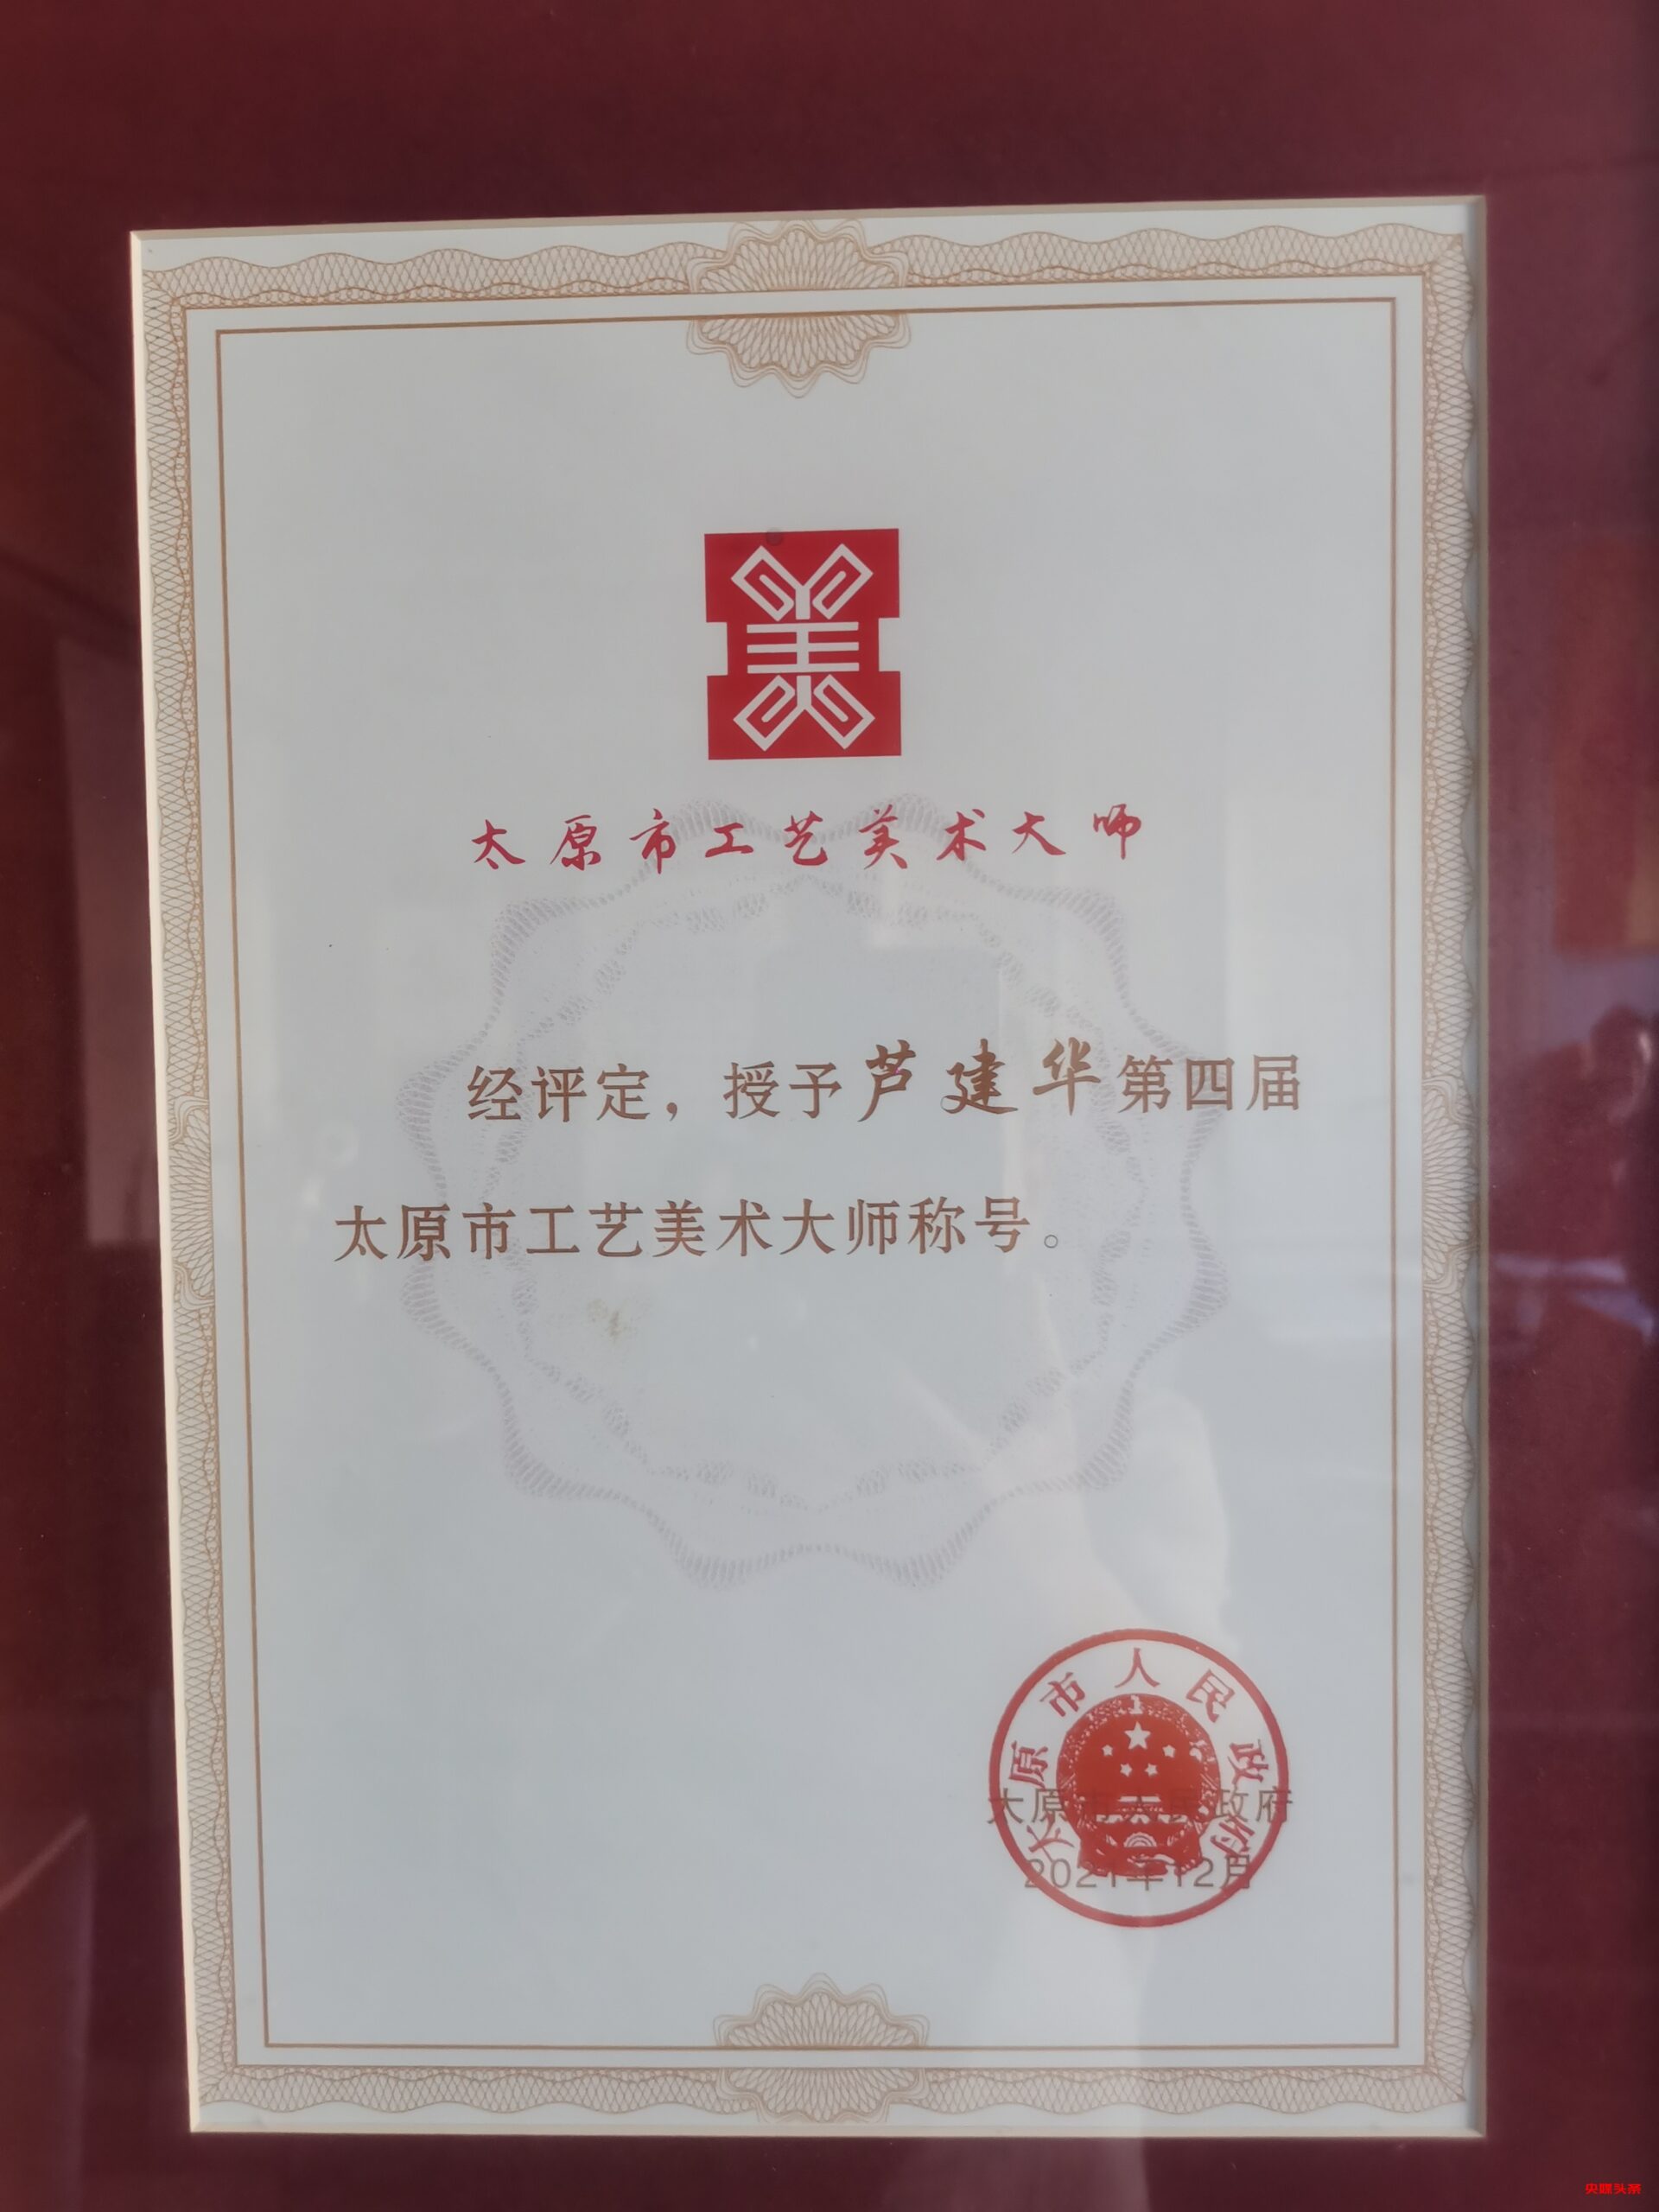 美
太原市工艺美术大师
经评定，授予芦建华第四届
太原市工艺美术大师称号。
太原市人民政府
太原市人民政府
2021年12月
央媒头条